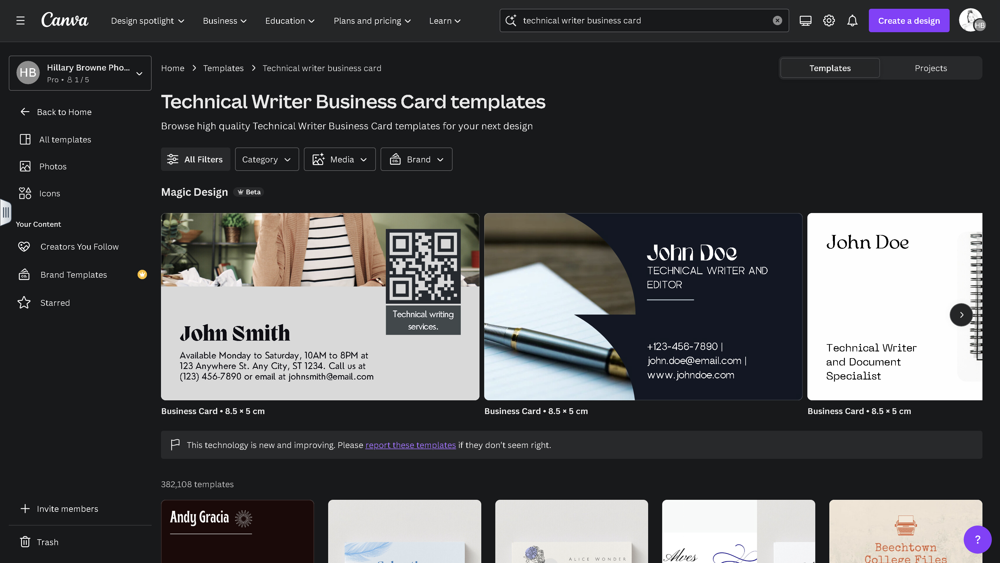 Canva
Design spotlight
Business
Education
Plans and pricing
Learn
technical writer business card
Create a design
HB
HB
Hillary Browne Pho...
Pro • 1 / 5
Home
Templates
Technical writer business card
Templates
Projects
Back to Home
All templates
Photos
Icons
Your Content
Creators You Follow
Brand Templates
Starred
Invite members
Trash
Technical Writer Business Card templates
Browse high quality Technical Writer Business Card templates for your next design
All Filters
Category
Media
Brand
Magic Design
Beta
Technical writing
services.
John Smith
Available Monday to Saturday, 10AM to 8PM at
123 Anywhere St. Any City, ST 1234. Call us at
(123) 456-7890 or email at johnsmith@email.com
John Doe
TECHNICAL WRITER AND
EDITOR
+123-456-7890 |
john.doe@email.com |
www.johndoe.com
John Doe
Technical Writer
and Document
Specialist
Business Card • 8.5 × 5 cm
Business Card • 8.5 × 5 cm
Business Card • 8.5 × 5 cm
This technology is new and improving. Please report these templates if they don’t seem right.
382,108 templates
Andy Gracia
ALICE WONDER
Alves
Beechtown
College Files
?